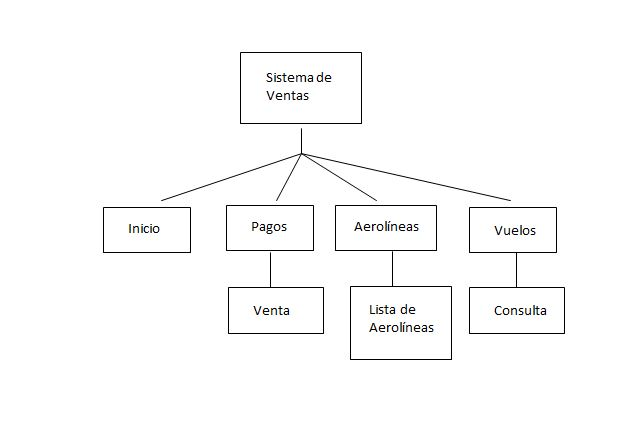 Sistema de
Ventas
Inicio
Pagos
Aerolíneas
Vuelos
Venta
Lista de
Aerolíneas
Consulta